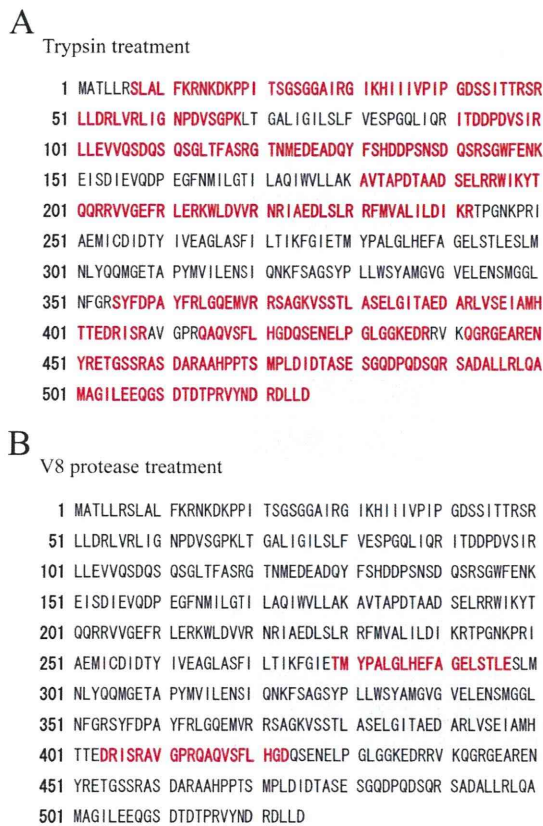 A
Trypsin treatment
1 MATLLRSLAL FKRNKDKPPI TSGSGGAIRG IKHIIIVPIP GDSSITTRSR
51 LLDRLVRLIG NPDVSGPKLT GALIGILSLF VESPGQLIQR ITDDPDVSIR
101 LLEVVQSDQS QSGLTFASRG TNMEDEADQY FSHDDPSNSD QSRSGWFENK
151 EISDIEVQDP EGFNMILGTI LAQIWVLLAK AVTAPDTAAD SELRRWIKYT
201 QQRRVVGEFR LERKWLDVVR NRIAEDLSLR RFMVALILDI KRTPGNKPRI
251 AEMICDIDTY IVEAGLASFI LTIKFGIETM YPALGLHEFA GELSTLESLM
301 NLYQQMGETA PYMVILENSI QNKFSAGSYP LLWSYAMGVG VELENSMGGL
351 NFGRSYFDPA YFRLGQEMVR RSAGKVSSTL ASELGITAED ARLVSEIAMH
401 TTEDRISRAV GPRQAQVSFL HGDQSENELP GLGGKEDRRV KQGRGEAREN
451 YRETGSSRAS DARAAHPPTS MPLDIDTASE SGQDPQDSQR SADALLRLQA
501 MAGILEEQGS DTDTPRVYND RDLLD
B
V8 protease treatment
1 MATLLRSLAL FKRNKDKPPI TSGSGGAIRG IKHIIIVPIP GDSSITTRSR
51 LLDRLVRLIG NPDVSGPKLT GALIGILSLF VESPGQLIQR ITDDPDVSIR
101 LLEVVQSDQS QSGLTFASRG TNMEDEADQY FSHDDPSNSD QSRSGWFENK
151 EISDIEVQDP EGFNMILGTI LAQIWVLLAK AVTAPDTAAD SELRRWIKYT
201 QQRRVVGEFR LERKWLDVVR NRIAEDLSLR RFMVALILDI KRTPGNKPRI
251 AEMICDIDTY IVEAGLASFI LTIKFGIETM YPALGLHEFA GELSTLESLM
301 NLYQQMGETA PYMVILENSI QNKFSAGSYP LLWSYAMGVG VELENSMGGL
351 NFGRSYFDPA YFRLGQEMVR RSAGKVSSTL ASELGITAED ARLVSEIAMH
401 TTEDRISRAV GPRQAQVSFL HGDQSENELP GLGGKEDRRV KQGRGEAREN
451 YRETGSSRAS DARAAHPPTS MPLDIDTASE SGQDPQDSQR SADALLRLQA
501 MAGILEEQGS DTDTPRVYND RDLLD